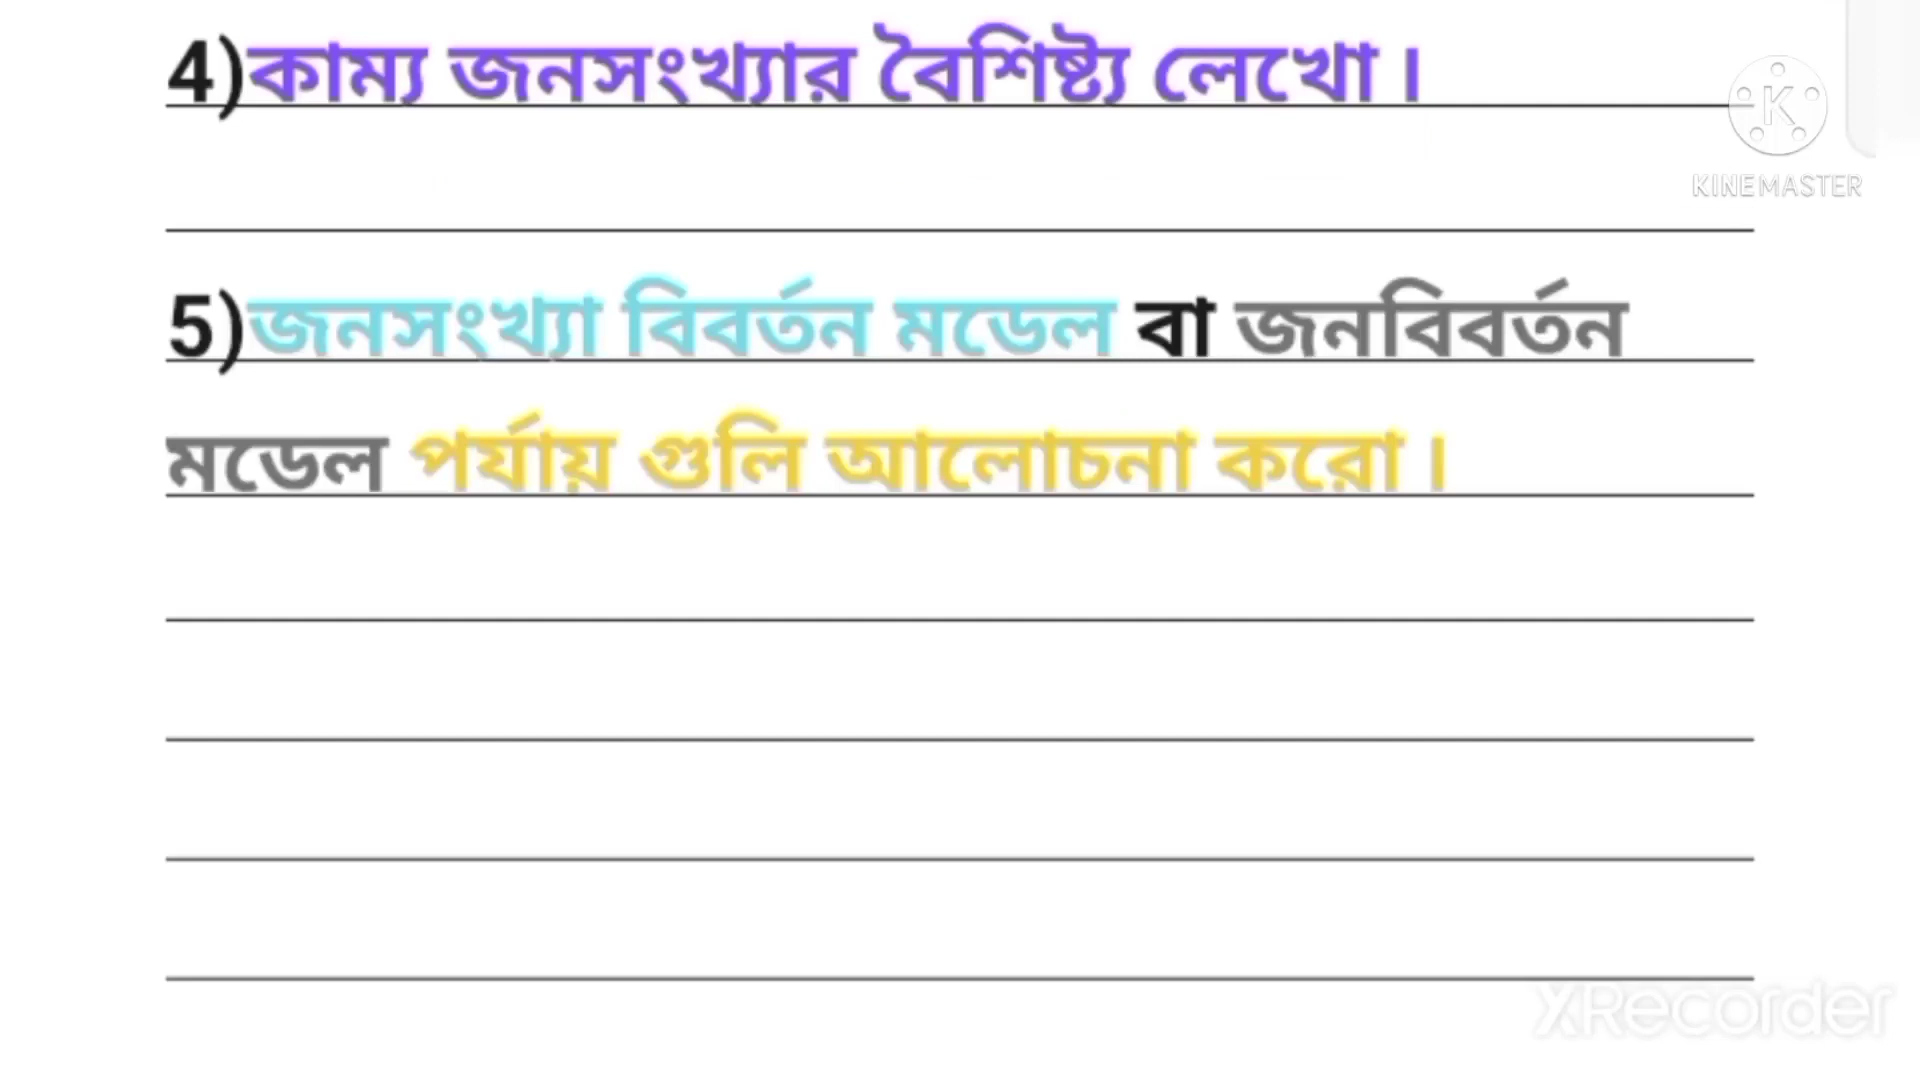 4)কাম্য জনসংখ্যার বৈশিষ্ট্য লেখো ।
KINEMASTER
5)জনসংখ্যা বিবর্তন মডেল বা জনবিবর্তন
মডেল পর্যায় গুলি আলোচনা করো ।
XRecorder